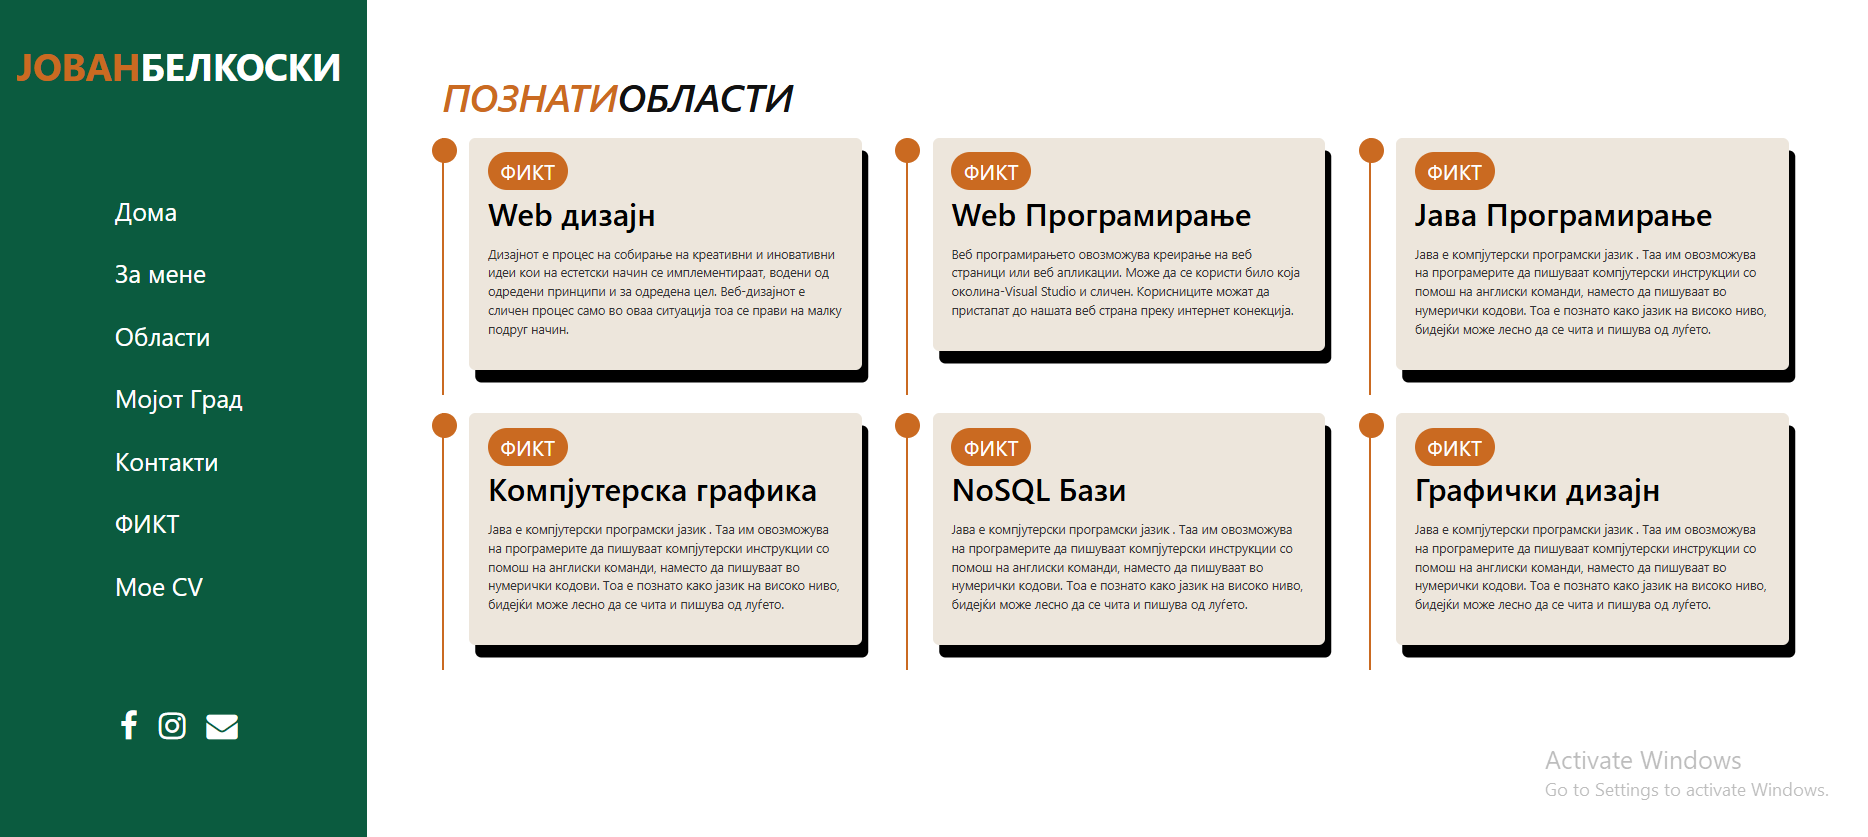 ЈОВАНБЕЛКОСКИ
Дома
За мене
Области
Мојот Град
Контакти
ФИКТ
Мое CV
ПОЗНАТИОБЛАСТИ
ФИКТ
Web дизајн
Дизајнот е процес на собирање на креативни и иновативни
идеи кои на естетски начин се имплементираат, водени од
одредени принципи и за одредена цел. Веб-дизајнот е
сличен процес само во оваа ситуација тоа се прави на малку
подруг начин.
ФИКТ
Web Програмирање
Веб програмирањето овозможува креирање на веб
страници или веб апликации. Може да се користи било која
околина-Visual Studio и сличен. Корисниците можат да
пристапат до нашата веб страна преку интернет конекција.
ФИКТ
Јава Програмирање
Јава е компјутерски програмски јазик . Таа им овозможува
на програмерите да пишуваат компјутерски инструкции со
помош на англиски команди, наместо да пишуваат во
нумерички кодови. Тоа е познато како јазик на високо ниво,
бидејќи може лесно да се чита и пишува од луѓето.
ФИКТ
Компјутерска графика
Јава е компјутерски програмски јазик . Таа им овозможува
на програмерите да пишуваат компјутерски инструкции со
помош на англиски команди, наместо да пишуваат во
нумерички кодови. Тоа е познато како јазик на високо ниво,
бидејќи може лесно да се чита и пишува од луѓето.
ФИКТ
NoSQL Бази
Јава е компјутерски програмски јазик . Таа им овозможува
на програмерите да пишуваат компјутерски инструкции со
помош на англиски команди, наместо да пишуваат во
нумерички кодови. Тоа е познато како јазик на високо ниво,
бидејќи може лесно да се чита и пишува од луѓето.
ФИКТ
Графички дизајн
Јава е компјутерски програмски јазик . Таа им овозможува
на програмерите да пишуваат компјутерски инструкции со
помош на англиски команди, наместо да пишуваат во
нумерички кодови. Тоа е познато како јазик на високо ниво,
бидејќи може лесно да се чита и пишува од луѓето.
Activate Windows
Go to Settings to activate Windows.